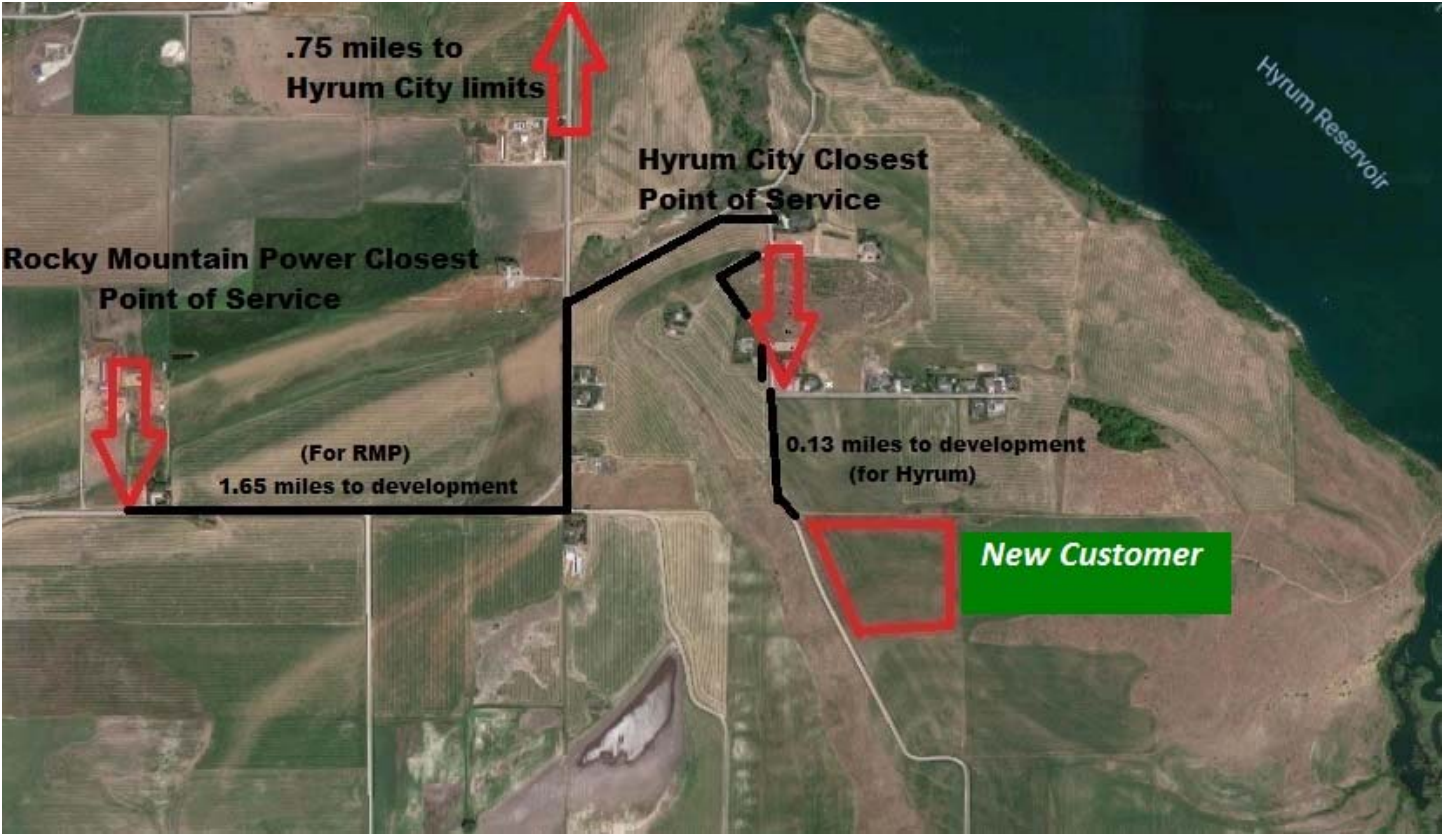 .75 miles to
Hyrum City limits
Hyrum Reservoir
Hyrum City Closest
Point of Service
Rocky Mountain Power Closest
Point of Service
(For RMP)
1.65 miles to development
0.13 miles to development
(for Hyrum)
New Customer